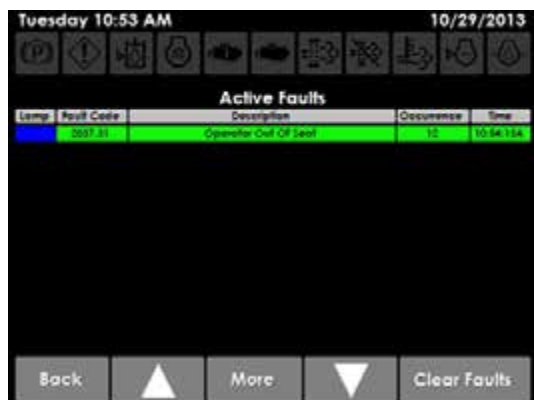 Tuesday 10:53 AM 10/29/2013
(P)
Active Faults
Lamp Fault Code Description Occurrence Time
Operator Out Of Seat 12
Back More Clear Faults